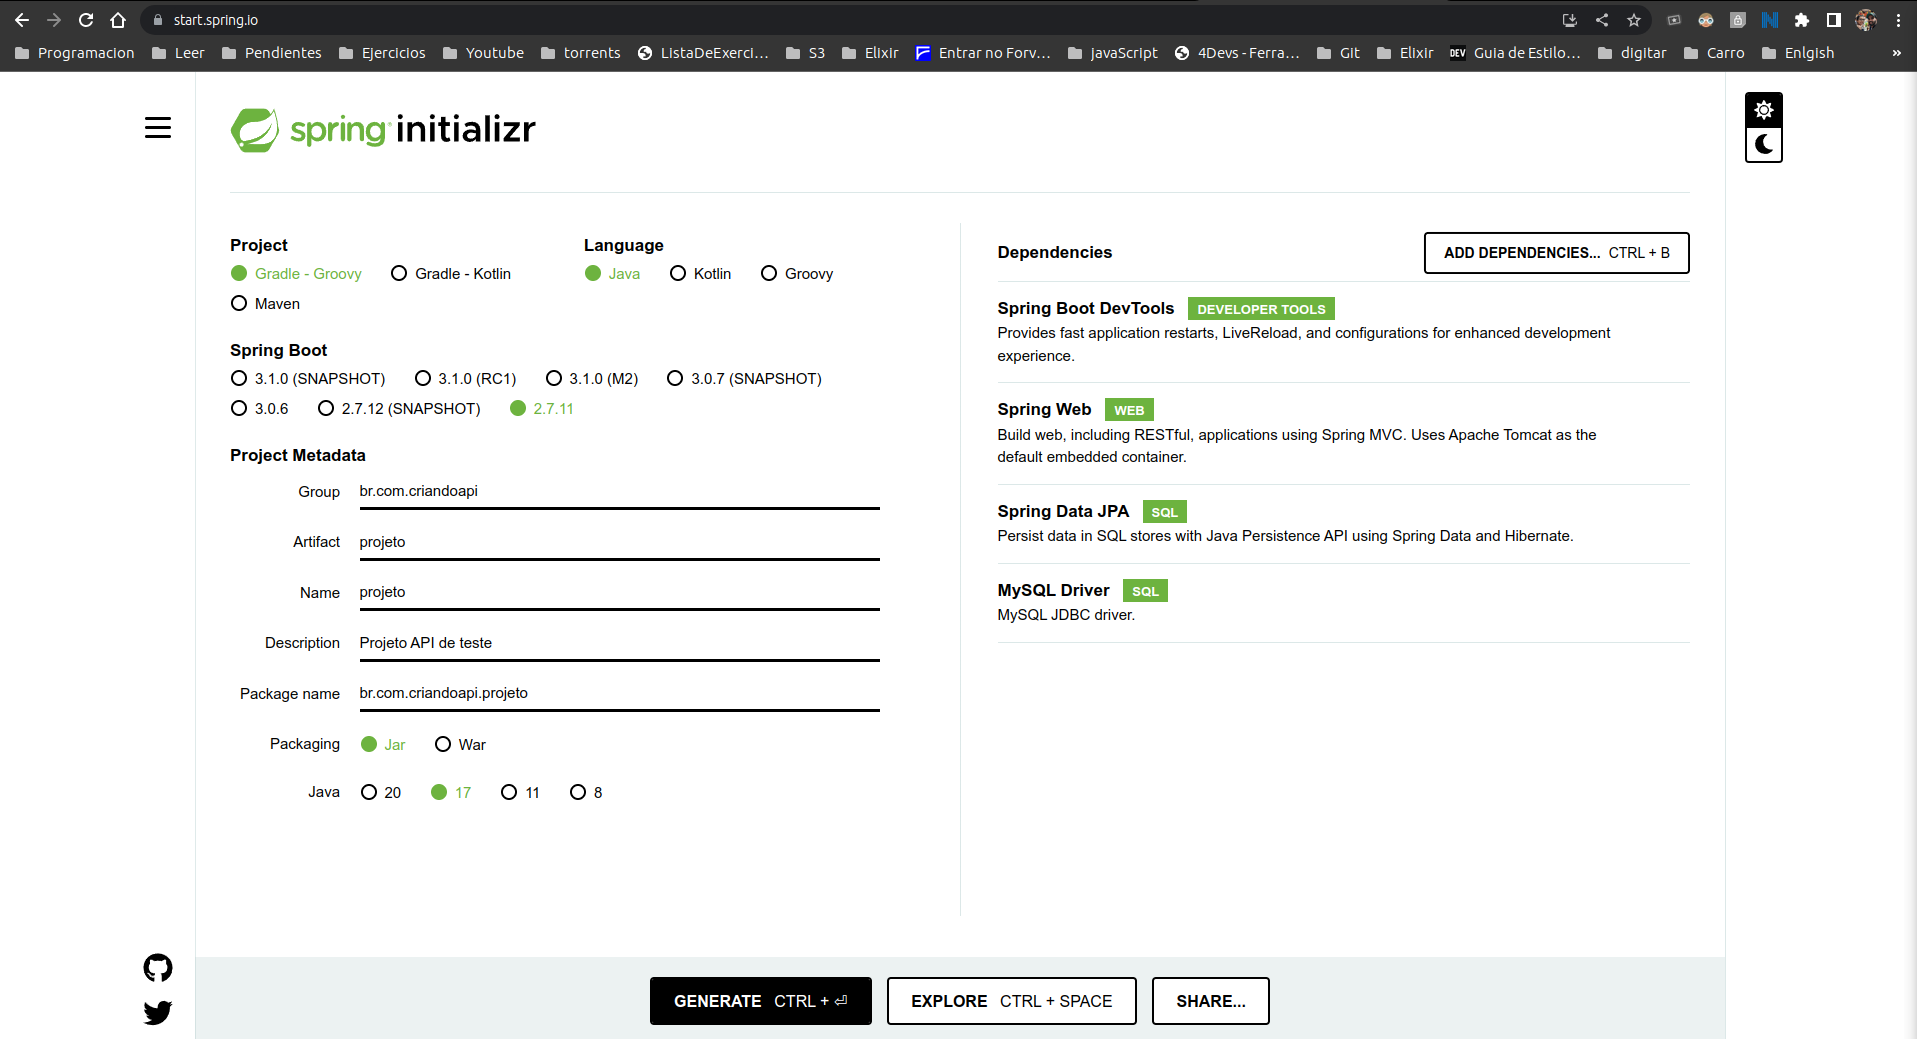 start.spring.io
Programacion Leer Pendientes Ejercicios Youtube torrents ListaDeExerci... S3 Elixir Entrar no Forv... JavaScript 4Devs - Ferra... Git Elixir DEV Guia de Estilo... digitar Carro Enlgish »
spring initializr
Project
Gradle - Groovy Gradle - Kotlin
Maven
Language
Java Kotlin Groovy
Spring Boot
3.1.0 (SNAPSHOT) 3.1.0 (RC1) 3.1.0 (M2) 3.0.7 (SNAPSHOT)
3.0.6 2.7.12 (SNAPSHOT) 2.7.11
Project Metadata
Group br.com.criandoapi
Artifact projeto
Name projeto
Description Projeto API de teste
Package name br.com.criandoapi.projeto
Packaging Jar War
Java 20 17 11 8
Dependencies
ADD DEPENDENCIES... CTRL + B
Spring Boot DevTools DEVELOPER TOOLS
Provides fast application restarts, LiveReload, and configurations for enhanced development
experience.
Spring Web WEB
Build web, including RESTful, applications using Spring MVC. Uses Apache Tomcat as the
default embedded container.
Spring Data JPA SQL
Persist data in SQL stores with Java Persistence API using Spring Data and Hibernate.
MySQL Driver SQL
MySQL JDBC driver.
GENERATE CTRL + ⏎
EXPLORE CTRL + SPACE
SHARE...